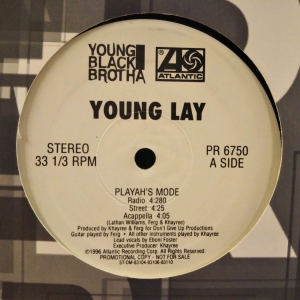 YOUNG
BLACK
BROTHA
ATLANTIC
YOUNG LAY
STEREO
33 1/3 RPM
PR 6750
A SIDE
PLAYAH'S MODE
Radio 4:280
Street 4:25
Acappella 4:05
(Lathan Williams, Ferg & Khayree)
Produced by Khayree & Ferg for Don't Give Up Productions
Guitar played by Ferg • All other instruments played by Khayree
Lead vocals by Eboni Foster
Executive Producer: Khayree
©1996 Atlantic Recording Corp. All Rights Reserved.
PROMOTIONAL COPY - NOT FOR SALE